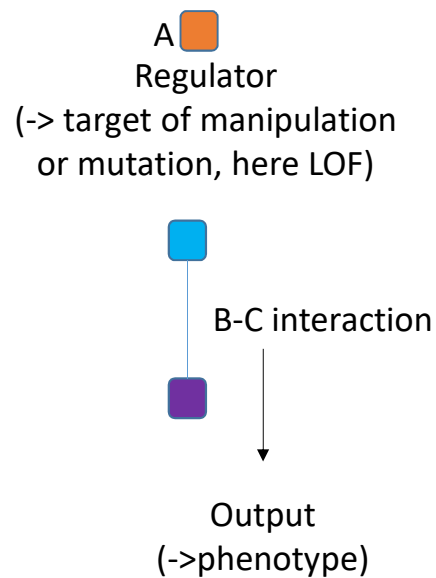 A
Regulator
(-> target of manipulation
or mutation, here LOF)
B-C interaction
Output
(->phenotype)